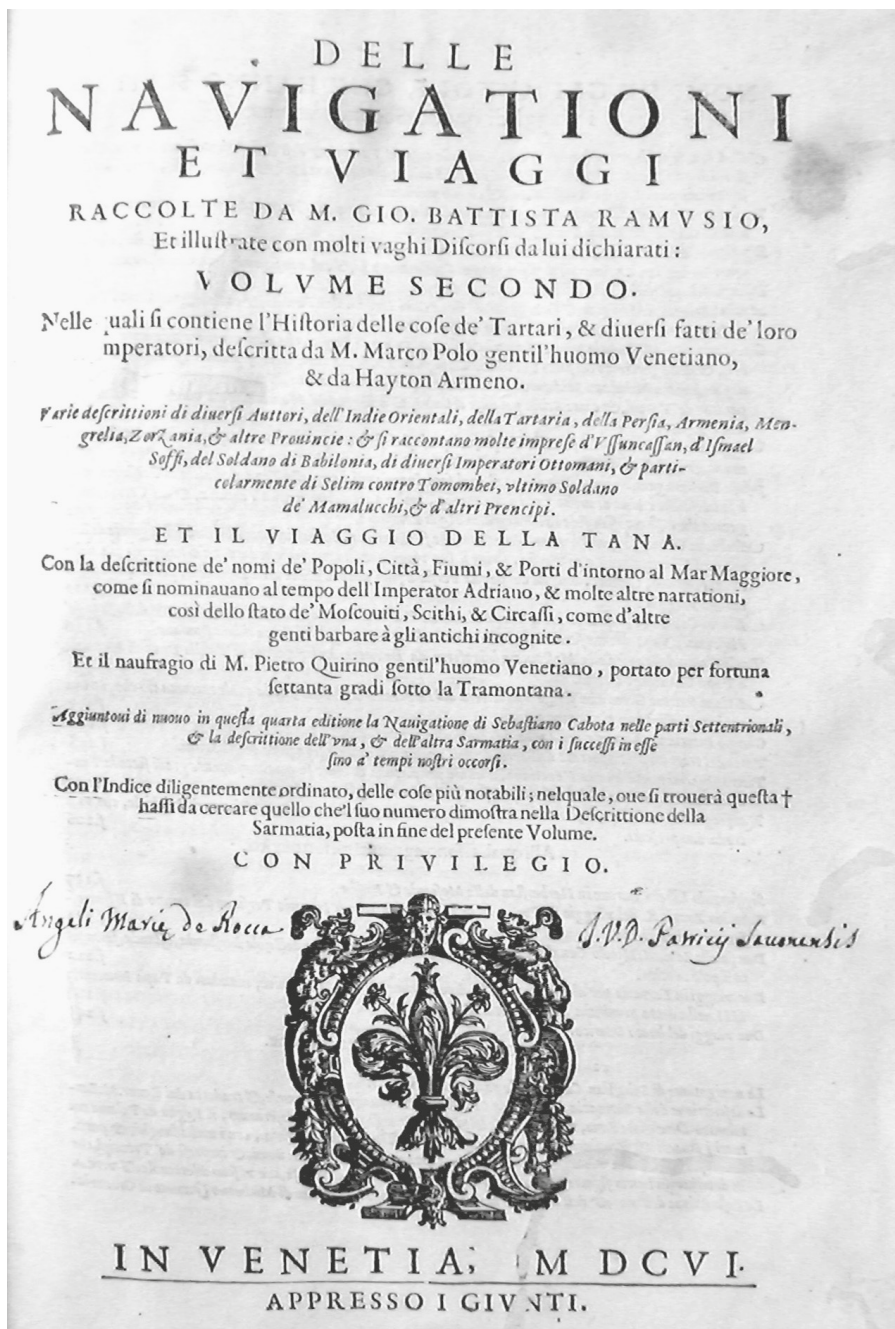 DELLE
NAVIGATIONI
ET VIAGGI
RACCOLTE DA M. GIO. BATTISTA RAMVSIO,
Et illuſtrate con molti vaghi Diſcorſi da lui dichiarati:
VOLVME SECONDO.
Nelle quali ſi contiene l'Hiſtoria delle coſe de' Tartari, & diuerſi fatti de' loro
mperatori, deſcritta da M. Marco Polo gentil'huomo Venetiano,
& da Hayton Armeno.
Varie deſcrittioni di diuerſi Auttori, dell'Indie Orientali, della Tartaria, della Perſia, Armenia, Men-
grelia, Zorzania, & altre Prouincie: & ſi raccontano molte impreſe d'Vſſuncaſſan, d'Iſmael
Soffi, del Soldano di Babilonia, di diuerſi Imperatori Ottomani, & parti-
colarmente di Selim contro Tomombei, vltimo Soldano
de' Mamalucchi, & d'altri Prencipi.
ET IL VIAGGIO DELLA TANA.
Con la deſcrittione de' nomi de' Popoli, Città, Fiumi, & Porti d'intorno al Mar Maggiore,
come ſi nominauano al tempo dell'Imperator Adriano, & molte altre narrationi,
così dello ſtato de' Moſcouiti, Scithi, & Circaſſi, come d'altre
genti barbare à gli antichi incognite.
Et il naufragio di M. Pietro Quirino gentil'huomo Venetiano, portato per fortuna
ſettanta gradi ſotto la Tramontana.
Aggiuntoui di nuouo in queſta quarta editione la Nauigatione di Sebaſtiano Cabota nelle parti Settentrionali,
& la deſcrittione dell'vna, & dell'altra Sarmatia, con i ſucceſſi in eſſe
ſino a' tempi noſtri occorſi.
Con l'Indice diligentemente ordinato, delle coſe più notabili; nelquale, oue ſi trouerà queſta †
haſſi da cercare quello che'l ſuo numero dimoſtra nella Deſcrittione della
Sarmatia, poſta in fine del preſente Volume.
CON PRIVILEGIO.
Angeli Mariæ de Rocca J.V.D. Patricij Sauonensis
IN VENETIA, M DCVI.
APPRESSO I GIVNTI.